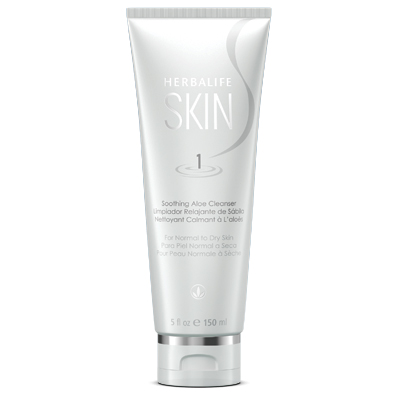 HERBALIFE
SKIN
1
Soothing Aloe Cleanser
Limpiador Relajante de Sábila
Nettoyant Calmant à L'aloès
For Normal to Dry Skin
Para Piel Normal a Seca
Pour Peau Normale à Sèche
5 fl oz ℮ 150 ml